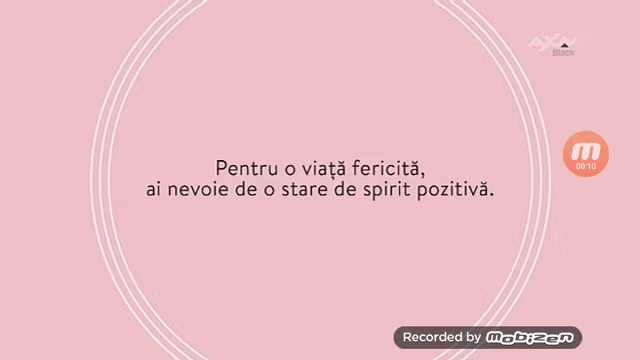 AXN
Black
00:10
Pentru o viață fericită,
ai nevoie de o stare de spirit pozitivă.
Recorded by mobizen